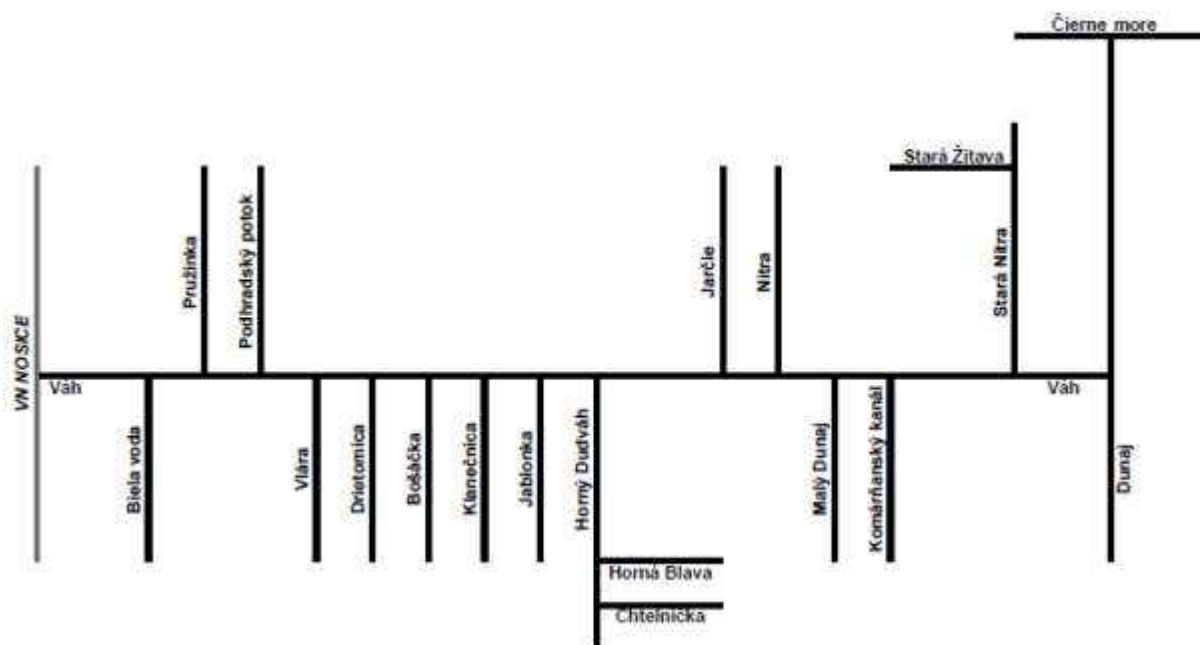 Čierne more
Stará Žitava
VN NOSICE
Pružinka
Podhradský potok
Jarčie
Nitra
Stará Nitra
Váh
Váh
Biela voda
Vlára
Drietomica
Bošáčka
Klanečnica
Jablonka
Horný Dudváh
Malý Dunaj
Komárňanský kanál
Dunaj
Horná Blava
Chtelnička